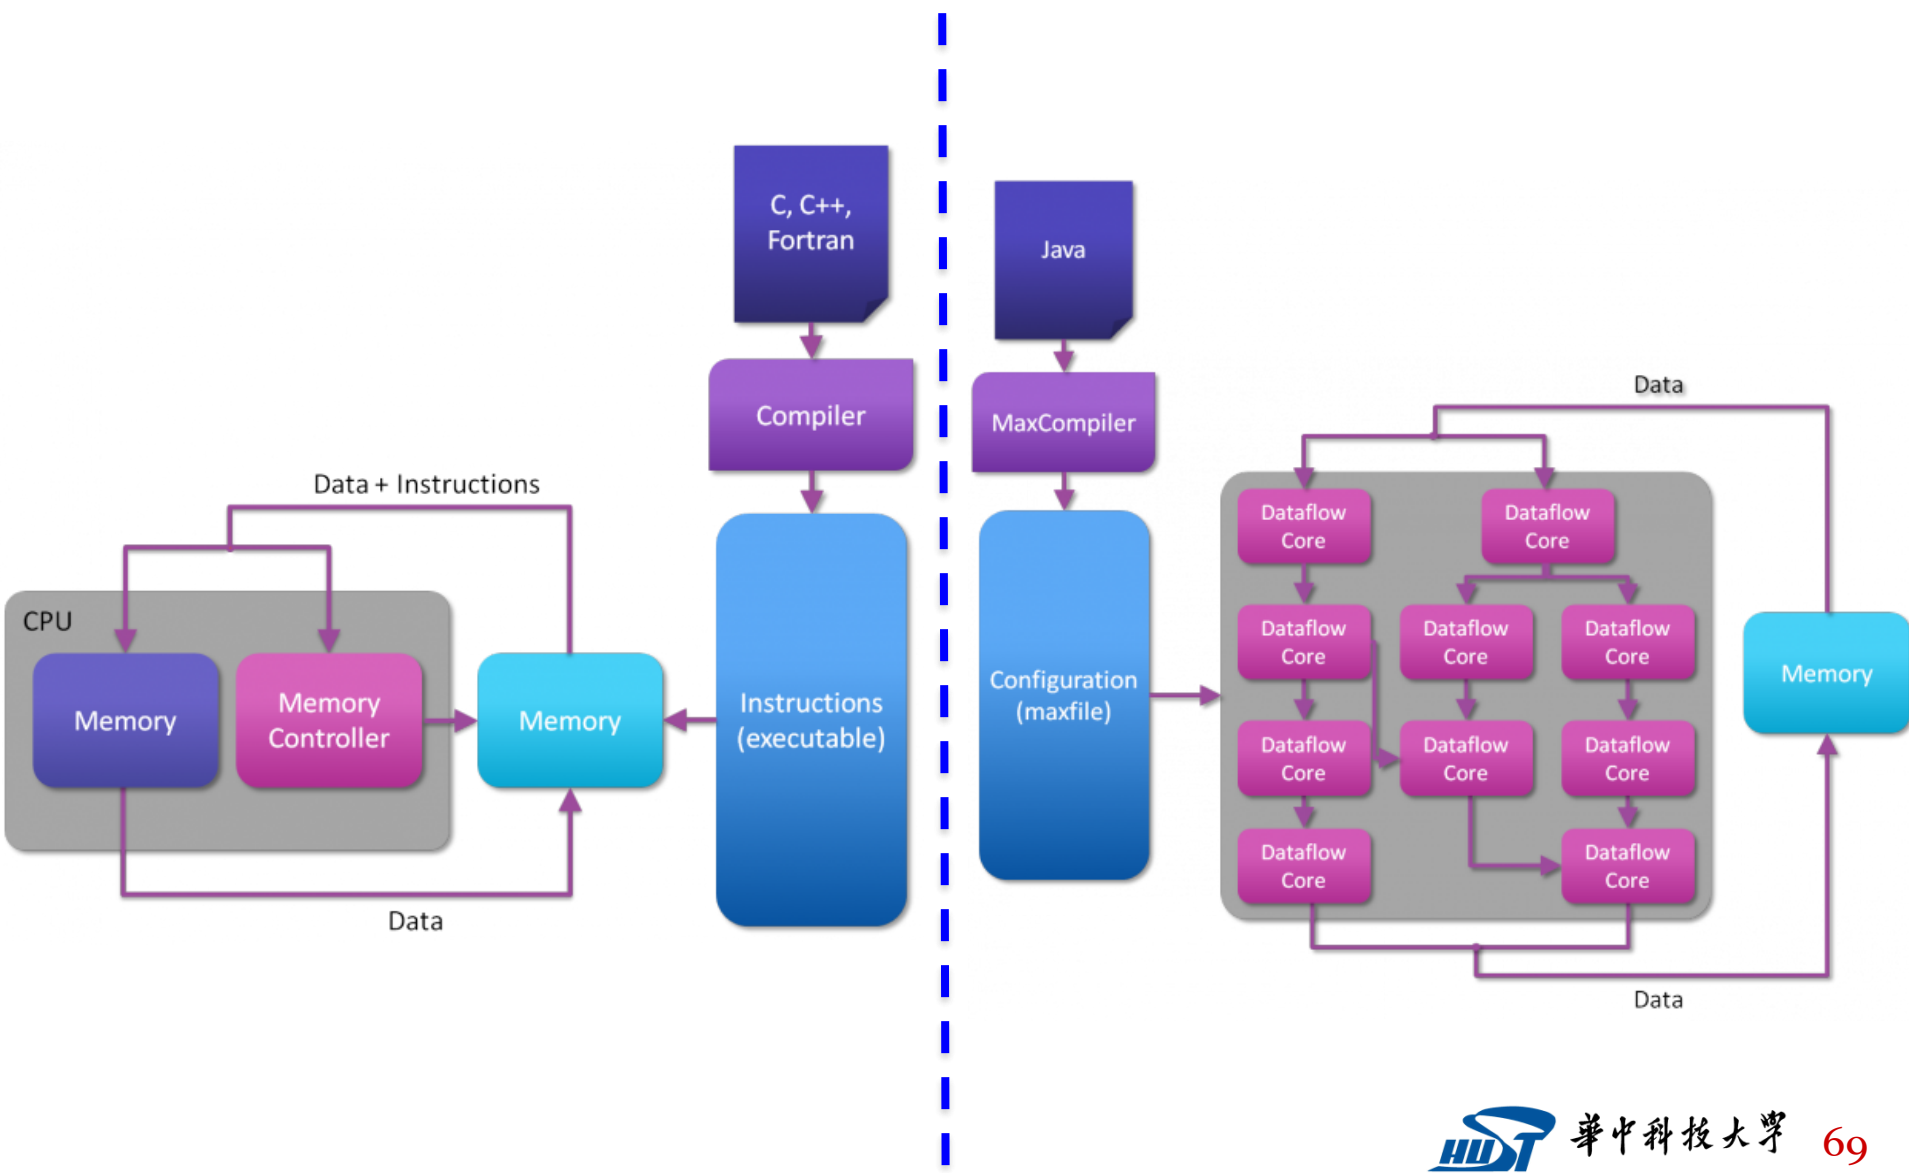 C, C++,
Fortran
Compiler
Data + Instructions
CPU
Memory
Memory
Controller
Memory
Instructions
(executable)
Data
Java
MaxCompiler
Configuration
(maxfile)
Data
Dataflow
Core
Dataflow
Core
Dataflow
Core
Dataflow
Core
Dataflow
Core
Dataflow
Core
Dataflow
Core
Dataflow
Core
Dataflow
Core
Dataflow
Core
Memory
Data
HUST 華中科技大学 69